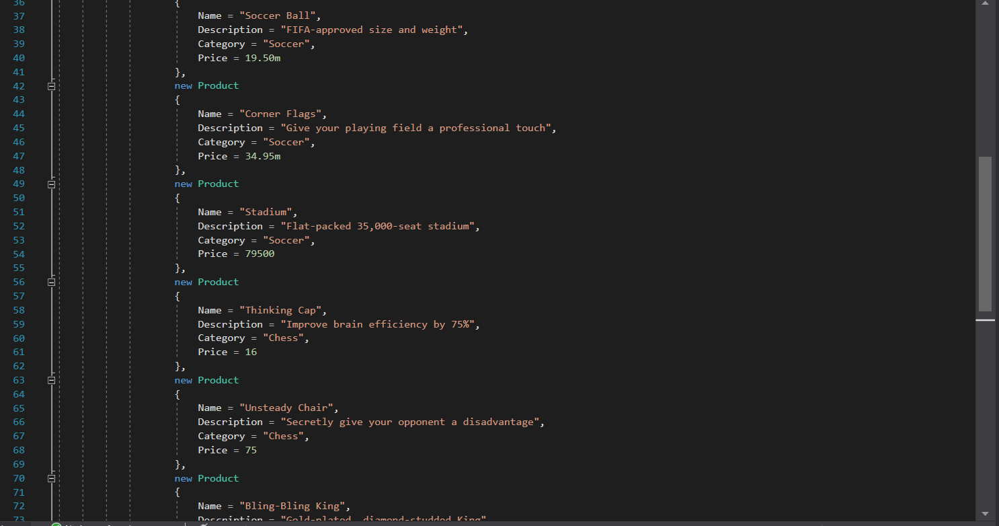 36 {
37 Name = "Soccer Ball",
38 Description = "FIFA-approved size and weight",
39 Category = "Soccer",
40 Price = 19.50m
41 },
42 new Product
43 {
44 Name = "Corner Flags",
45 Description = "Give your playing field a professional touch",
46 Category = "Soccer",
47 Price = 34.95m
48 },
49 new Product
50 {
51 Name = "Stadium",
52 Description = "Flat-packed 35,000-seat stadium",
53 Category = "Soccer",
54 Price = 79500
55 },
56 new Product
57 {
58 Name = "Thinking Cap",
59 Description = "Improve brain efficiency by 75%",
60 Category = "Chess",
61 Price = 16
62 },
63 new Product
64 {
65 Name = "Unsteady Chair",
66 Description = "Secretly give your opponent a disadvantage",
67 Category = "Chess",
68 Price = 75
69 },
70 new Product
71 {
72 Name = "Bling-Bling King",
73 Description = "Gold-plated, diamond-studded King"